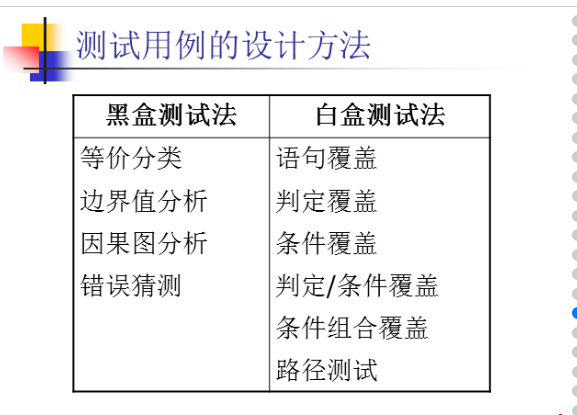 测试用例的设计方法
黑盒测试法 白盒测试法
等价分类 语句覆盖
边界值分析 判定覆盖
因果图分析 条件覆盖
错误猜测 判定/条件覆盖
条件组合覆盖
路径测试